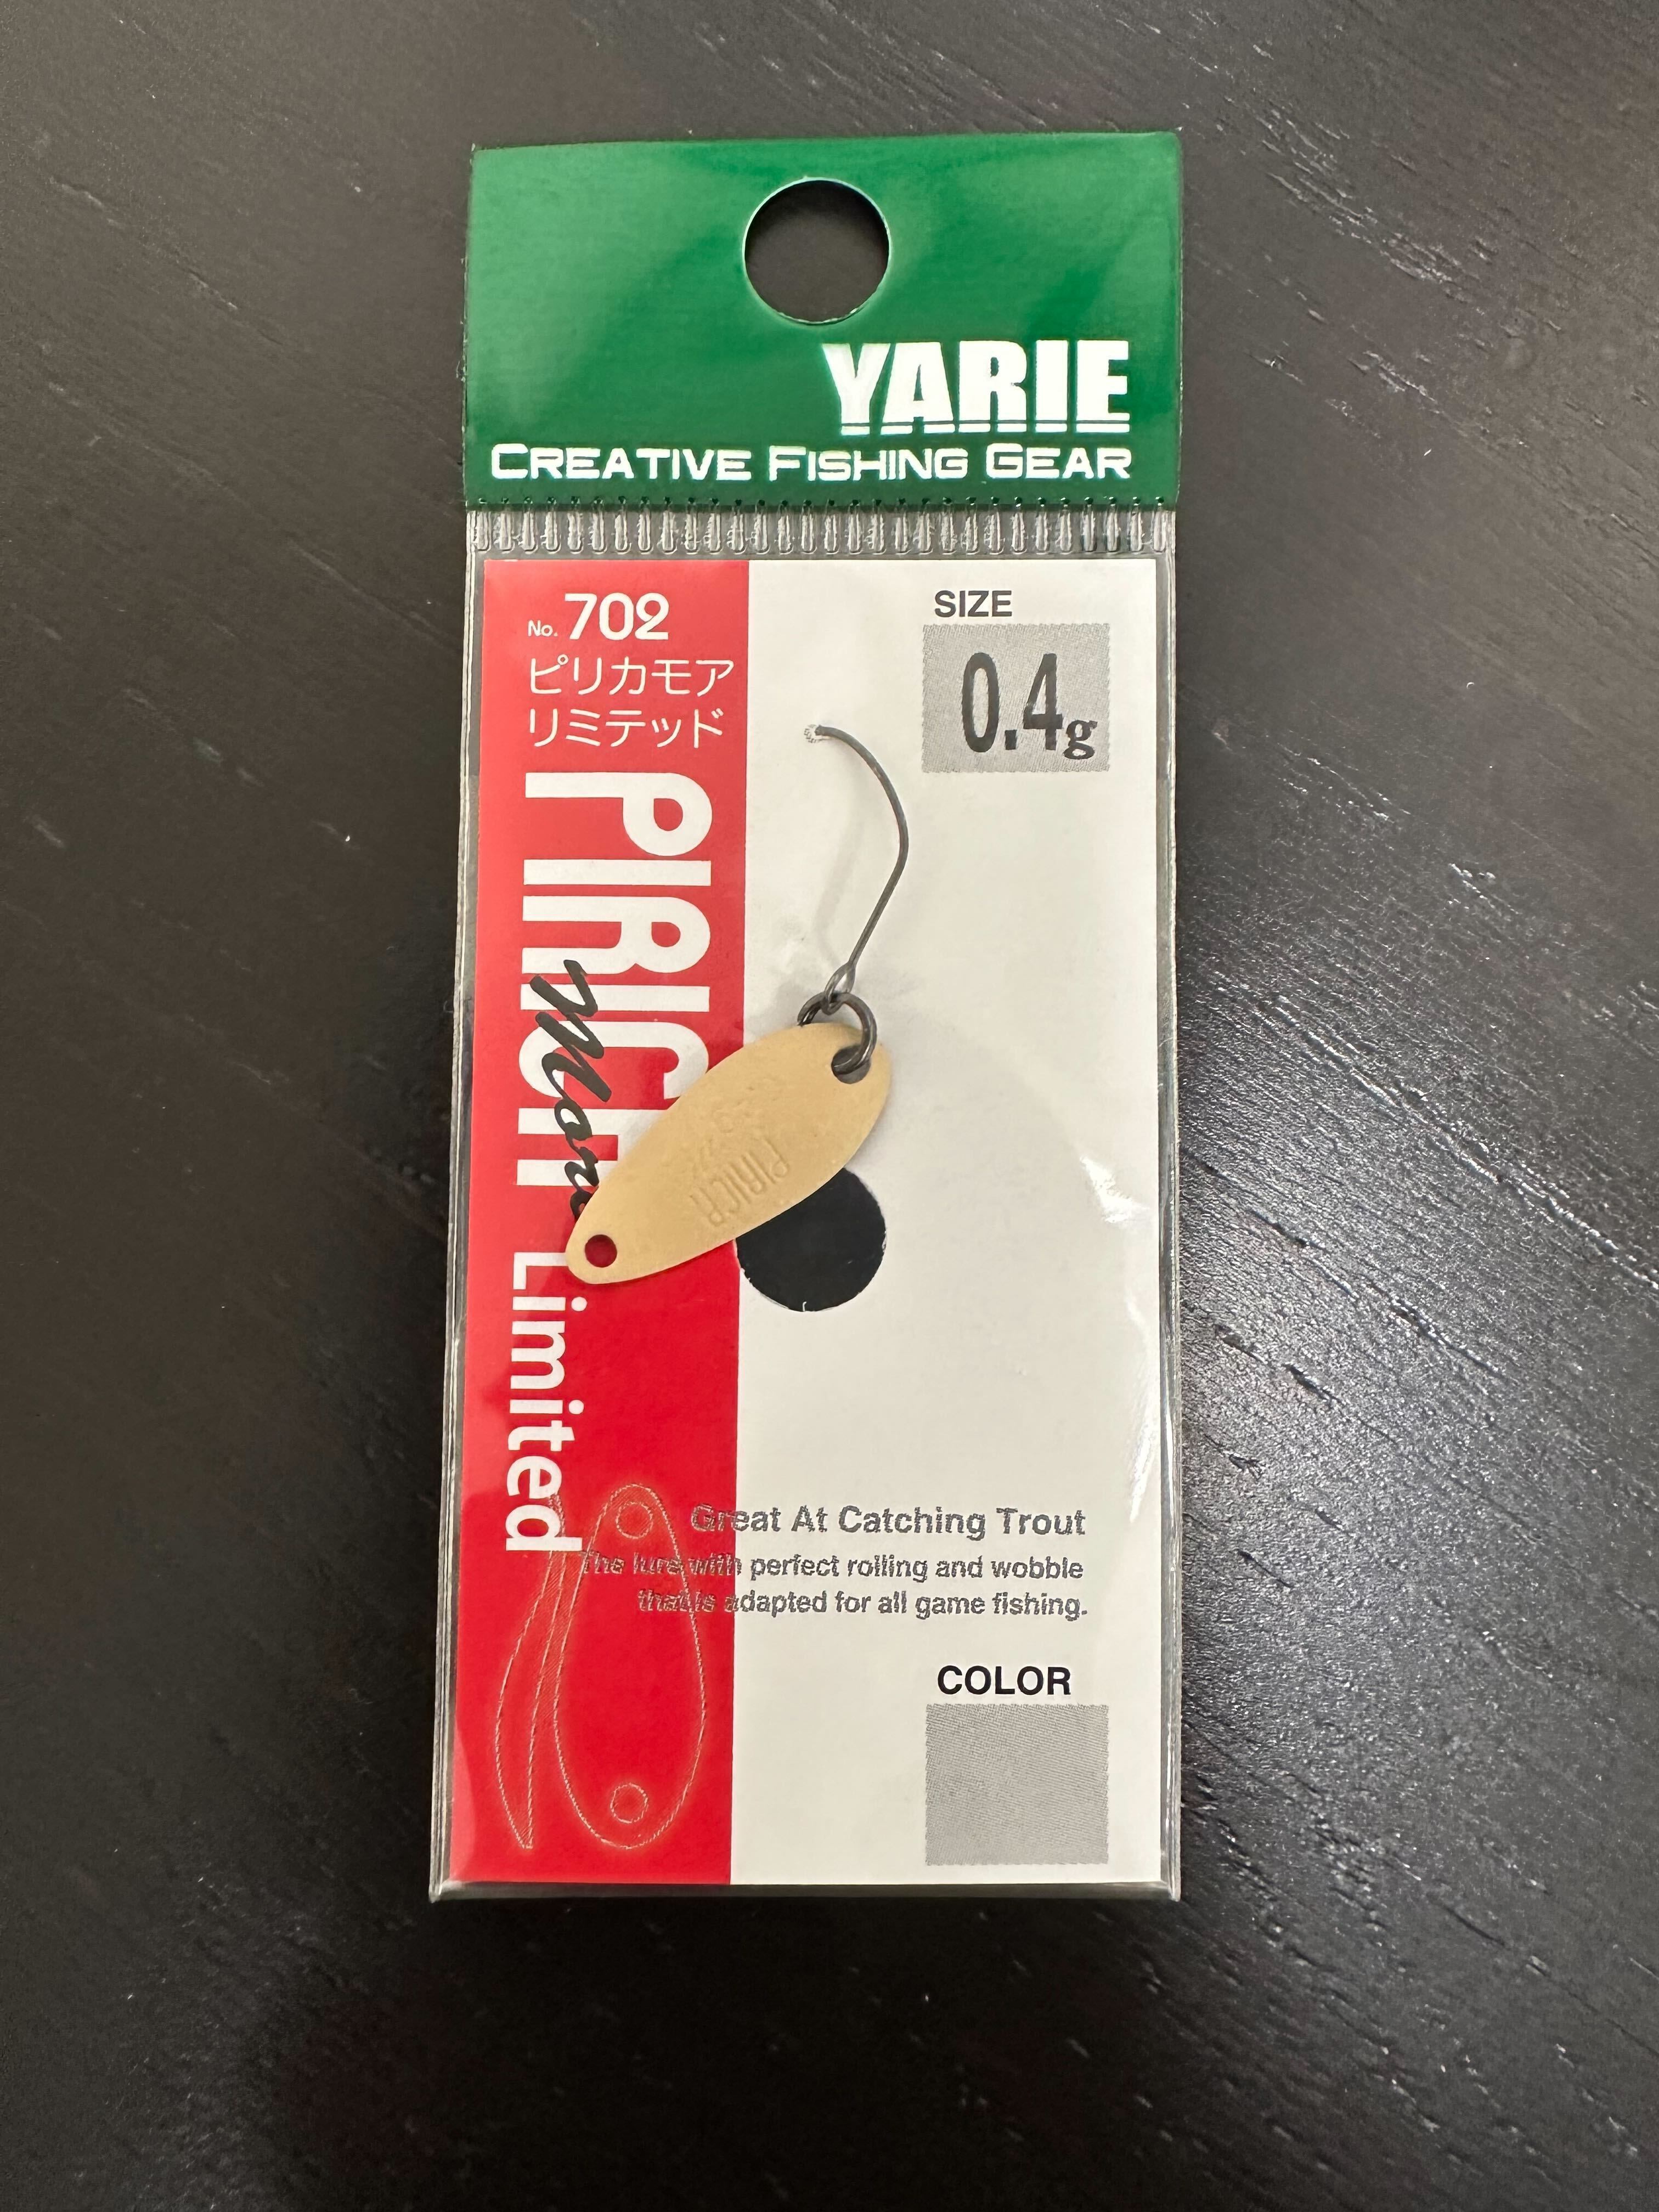 YARIE
CREATIVE FISHING GEAR
No. 702
ピリカモア
リミテッド
PIRICA
More
Limited
SIZE
0.4g
PIRICA
Great At Catching Trout
The lure with perfect rolling and wobble
that is adapted for all game fishing.
COLOR